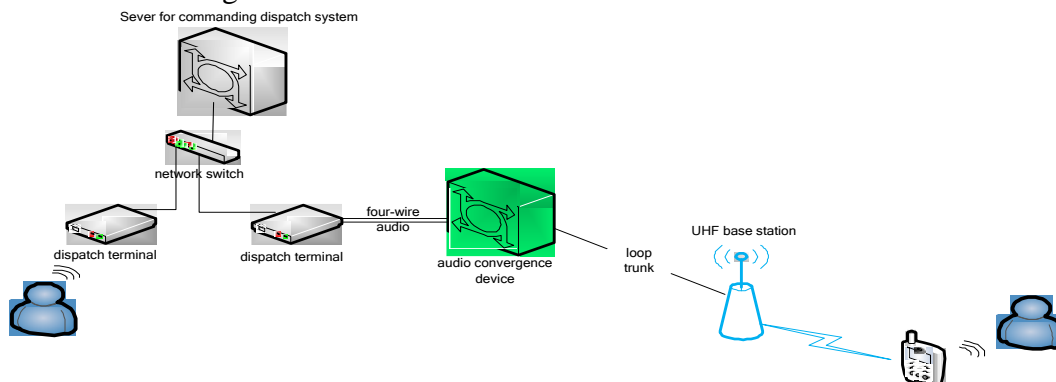 Sever for commanding dispatch system
network switch
dispatch terminal
four-wire
audio
dispatch terminal
audio convergence
device
loop
trunk
UHF base station